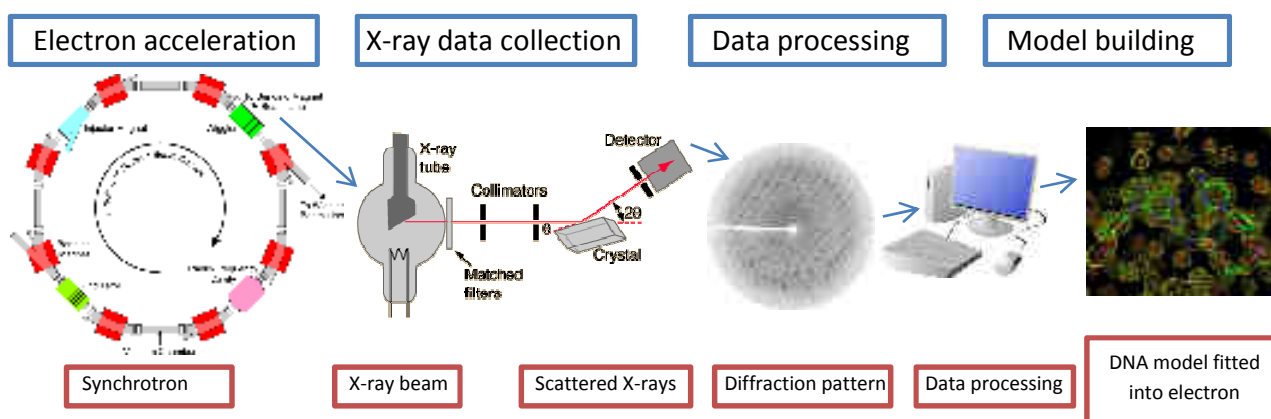 Electron acceleration
X-ray data collection
Data processing
Model building
X-ray
tube
Collimators
Matched
filters
Detector
2θ
θ
Crystal
Synchrotron
X-ray beam
Scattered X-rays
Diffraction pattern
Data processing
DNA model fitted
into electron